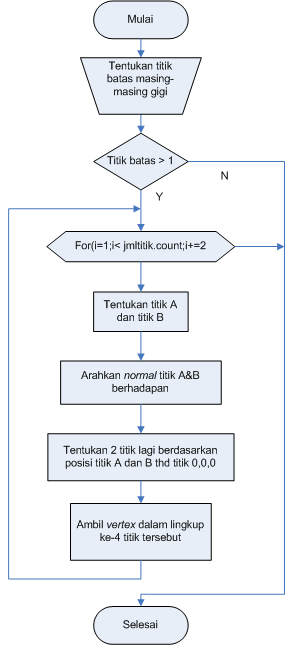 Mulai
Tentukan titik
batas masing-
masing gigi
Titik batas > 1
N
Y
For(i=1;i< jmltitik.count;i+=2
Tentukan titik A
dan titik B
Arahkan normal titik A&B
berhadapan
Tentukan 2 titik lagi berdasarkan
posisi titik A dan B thd titik 0,0,0
Ambil vertex dalam lingkup
ke-4 titik tersebut
Selesai